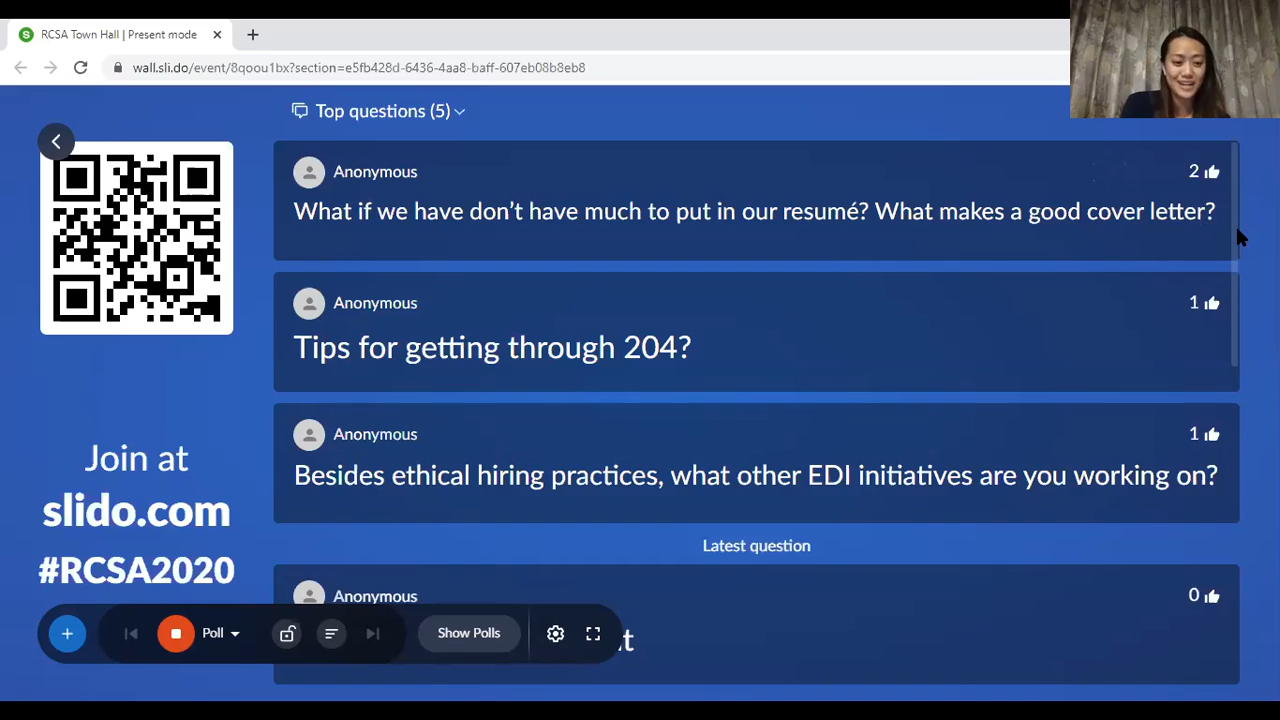 RCSA Town Hall | Present mode
wall.sli.do/event/8qoou1bx?section=e5fb428d-6436-4aa8-baff-607eb08b8eb8
Top questions (5)
Anonymous
2
What if we have don't have much to put in our resumé? What makes a good cover letter?
Anonymous
1
Tips for getting through 204?
Anonymous
1
Besides ethical hiring practices, what other EDI initiatives are you working on?
Latest question
Anonymous
0
Join at
slido.com
#RCSA2020
Poll
Show Polls